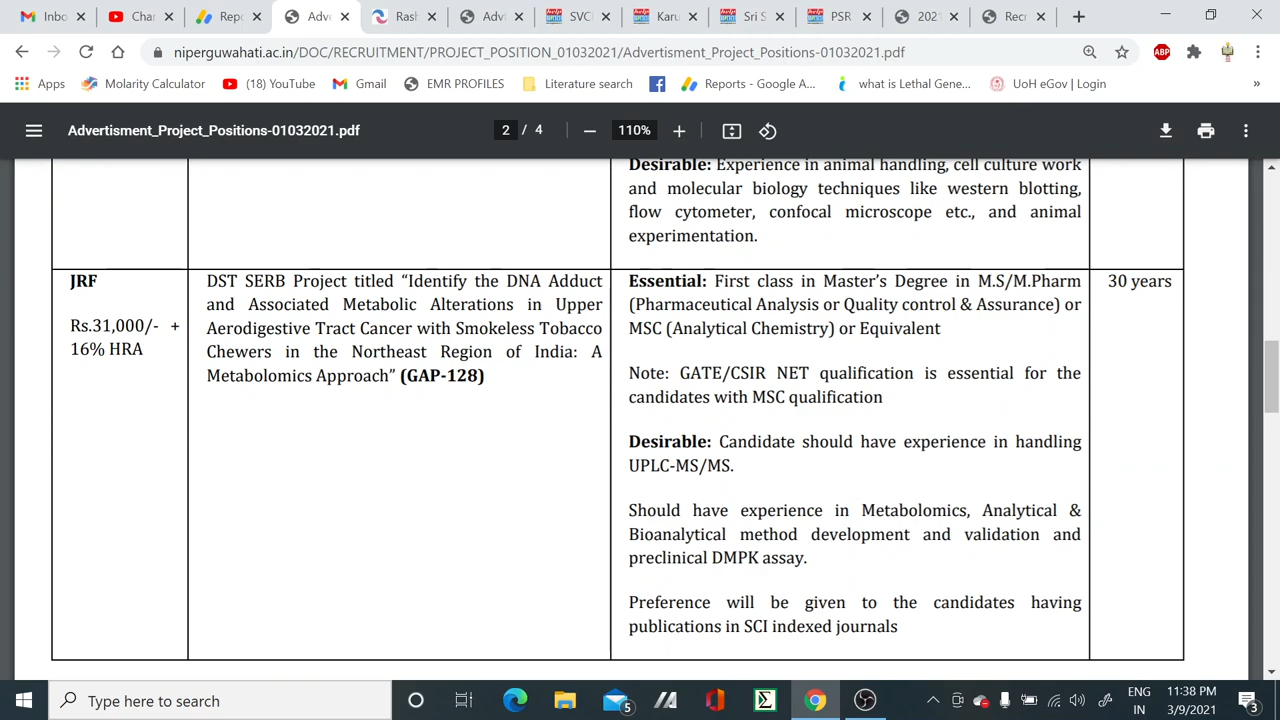 Inbo
Cha
Repo
Adve
Rash
Advi
SVC
Karu
Sri S
PSR
202
Recr
niperguwahati.ac.in/DOC/RECRUITMENT/PROJECT_POSITION_01032021/Advertisment_Project_Positions-01032021.pdf
ABP
Apps
Molarity Calculator
(18) YouTube
Gmail
EMR PROFILES
Literature search
Reports - Google A...
what is Lethal Gene...
UoH eGov | Login
»
Advertisment_Project_Positions-01032021.pdf
2 / 4
110%
Desirable: Experience in animal handling, cell culture work
and molecular biology techniques like western blotting,
flow cytometer, confocal microscope etc., and animal
experimentation.
JRF
Rs.31,000/- +
16% HRA
DST SERB Project titled “Identify the DNA Adduct
and Associated Metabolic Alterations in Upper
Aerodigestive Tract Cancer with Smokeless Tobacco
Chewers in the Northeast Region of India: A
Metabolomics Approach” (GAP-128)
Essential: First class in Master’s Degree in M.S/M.Pharm
(Pharmaceutical Analysis or Quality control & Assurance) or
MSC (Analytical Chemistry) or Equivalent
Note: GATE/CSIR NET qualification is essential for the
candidates with MSC qualification
Desirable: Candidate should have experience in handling
UPLC-MS/MS.
Should have experience in Metabolomics, Analytical &
Bioanalytical method development and validation and
preclinical DMPK assay.
Preference will be given to the candidates having
publications in SCI indexed journals
30 years
Type here to search
5
ENG
IN
11:38 PM
3/9/2021
3